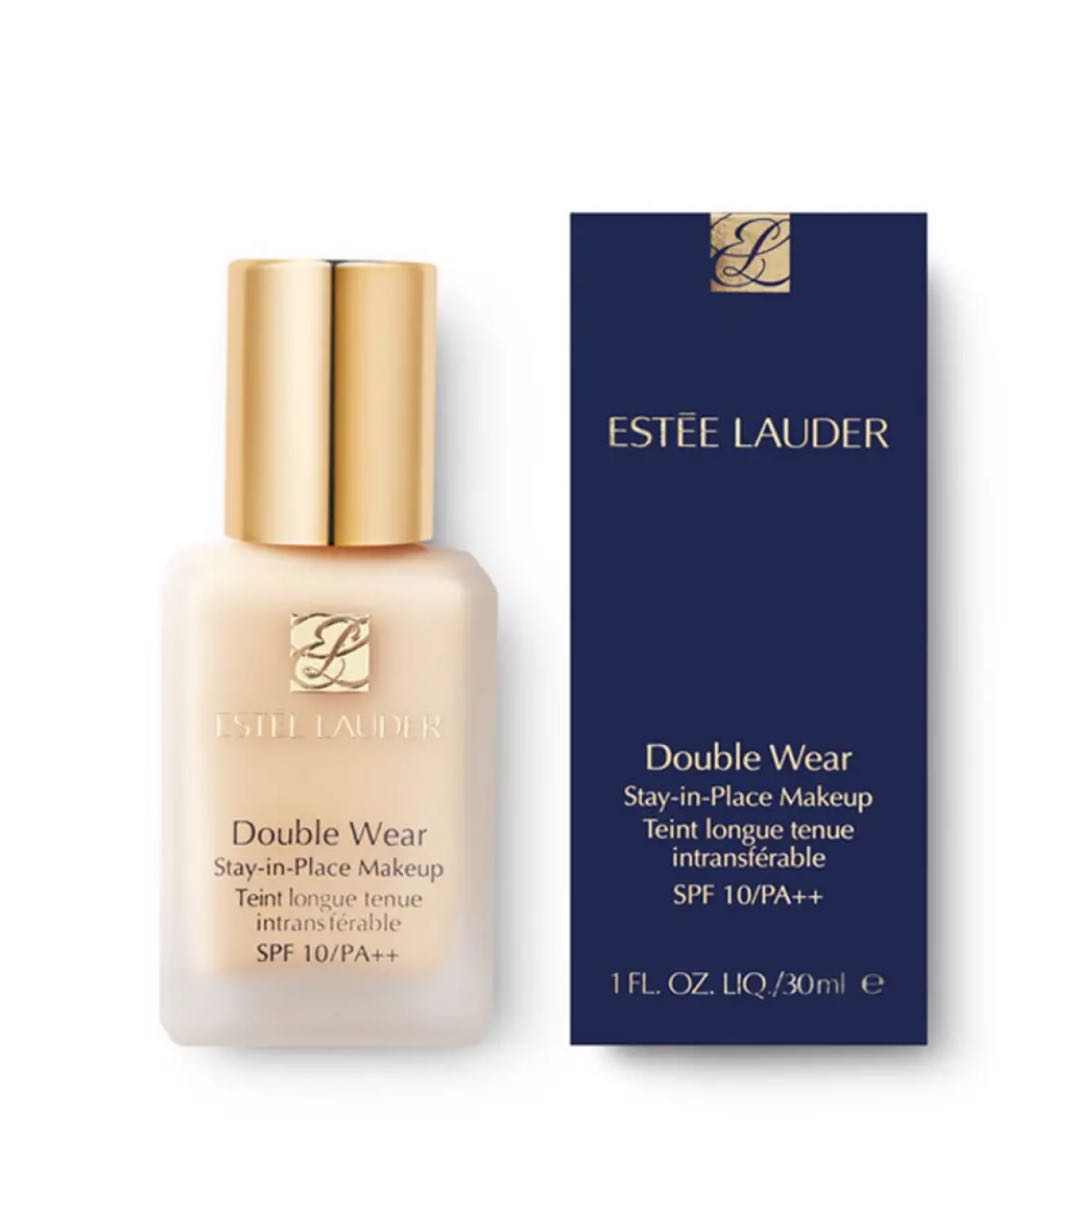 ESTĒE LAUDER
Double Wear
Stay-in-Place Makeup
Teint longue tenue
intransférable
SPF 10/PA++
ESTĒE LAUDER
Double Wear
Stay-in-Place Makeup
Teint longue tenue
intransférable
SPF 10/PA++
1 FL. OZ. LIQ./30ml ℮